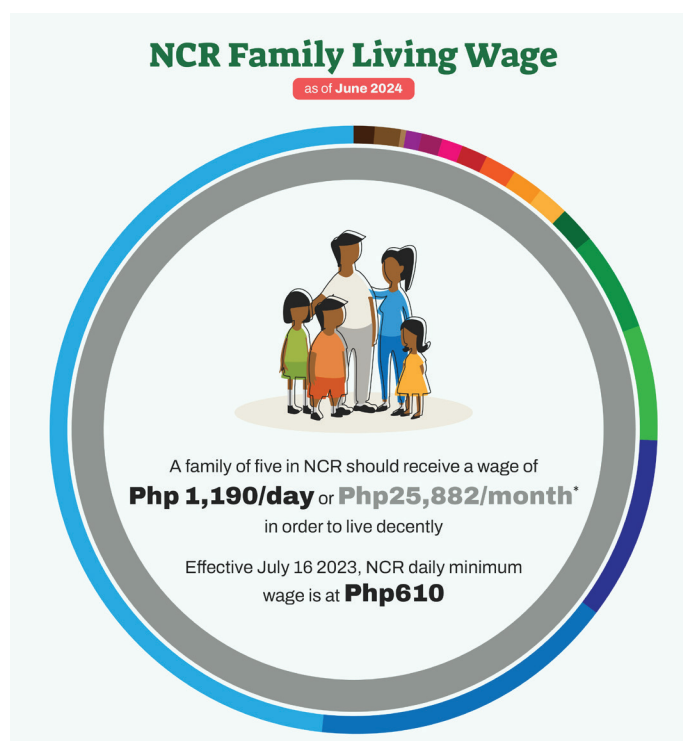 NCR Family Living Wage
as of June 2024
A family of five in NCR should receive a wage of
Php 1,190/day or Php25,882/month*
in order to live decently
Effective July 16 2023, NCR daily minimum
wage is at Php610